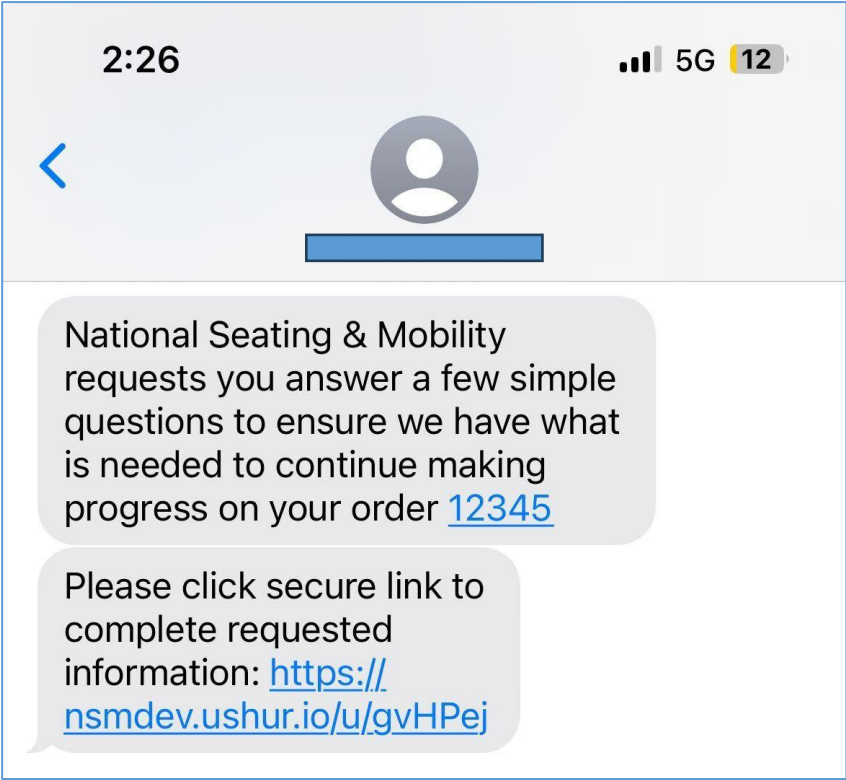 2:26
5G 12
National Seating & Mobility
requests you answer a few simple
questions to ensure we have what
is needed to continue making
progress on your order 12345
Please click secure link to
complete requested
information: https://
nsmdev.ushur.io/u/gvHPej